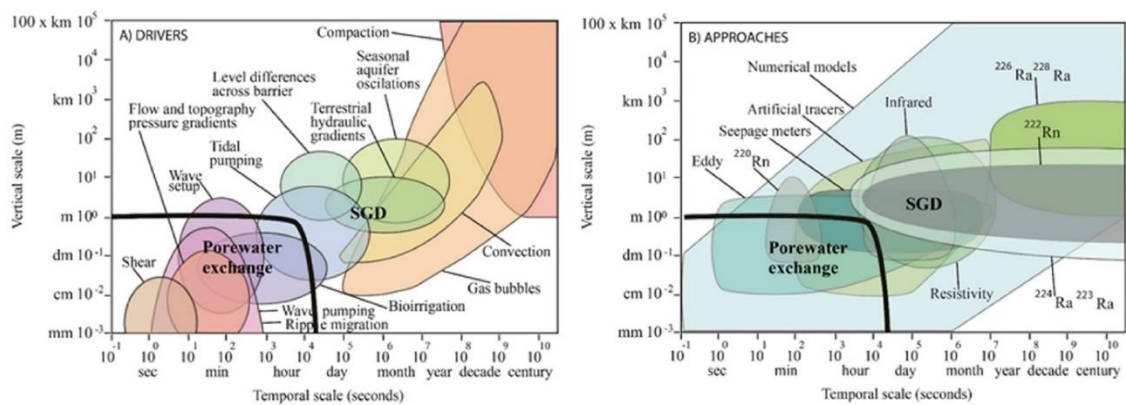 A) DRIVERS
100 x km 10^5
10^4
km 10^3
10^2
10^1
m 10^0
dm 10^-1
cm 10^-2
mm 10^-3
Vertical scale (m)
Compaction
Seasonal
aquifer
oscilations
Level differences
across barrier
Terrestrial
hydraulic
gradients
Flow and topography
pressure gradients
Tidal
pumping
Wave
setup
SGD
Porewater
exchange
Shear
Convection
Gas bubbles
Bioirrigation
Wave pumping
Ripple migration
10^-1 10^0 10^1 10^2 10^3 10^4 10^5 10^6 10^7 10^8 10^9 10^10
sec min hour day month year decade century
Temporal scale (seconds)
B) APPROACHES
100 x km 10^5
10^4
km 10^3
10^2
10^1
m 10^0
dm 10^-1
cm 10^-2
mm 10^-3
Vertical scale (m)
Numerical models
226Ra 228Ra
Artificial tracers
Infrared
Seepage meters
222Rn
Eddy
220Rn
SGD
Porewater
exchange
Resistivity
224Ra 223Ra
10^-1 10^0 10^1 10^2 10^3 10^4 10^5 10^6 10^7 10^8 10^9 10^10
sec min hour day month year decade century
Temporal scale (seconds)